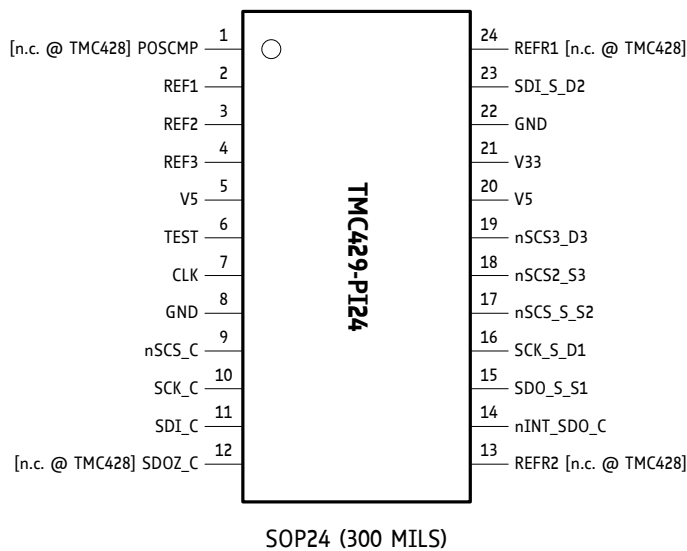 1 24
[n.c. @ TMC428] POSCMP REFR1 [n.c. @ TMC428]
2 23
REF1 SDI_S_D2
3 22
REF2 GND
4 21
REF3 V33
5 20
V5 V5
6 19
TEST nSCS3_D3
7 18
CLK nSCS2_S3
8 17
GND nSCS_S_S2
9 16
nSCS_C SCK_S_D1
10 15
SCK_C SDO_S_S1
11 14
SDI_C nINT_SDO_C
12 13
[n.c. @ TMC428] SDOZ_C REFR2 [n.c. @ TMC428]
TMC429-PI24
SOP24 (300 MILS)